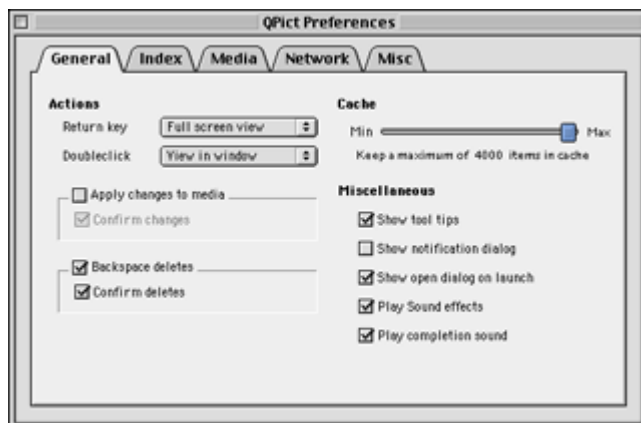 QPict Preferences
General Index Media Network Misc
Actions
Return key Full screen view
Doubleclick View in window
Apply changes to media
Confirm changes
Backspace deletes
Confirm deletes
Cache
Min Max
Keep a maximum of 4000 items in cache
Miscellaneous
Show tool tips
Show notification dialog
Show open dialog on launch
Play Sound effects
Play completion sound